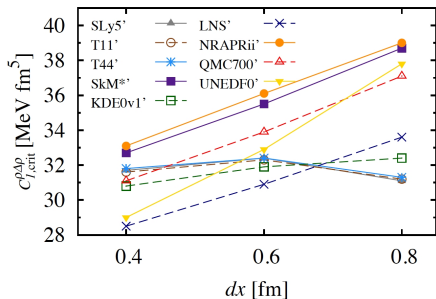 40
38
36
34
32
30
28
C^{ρΔρ}_{1,crit} [MeV fm^5]
SLy5'
T11'
T44'
SkM*'
KDE0v1'
LNS'
NRAPRii'
QMC700'
UNEDF0'
0.4 0.6 0.8
dx [fm]